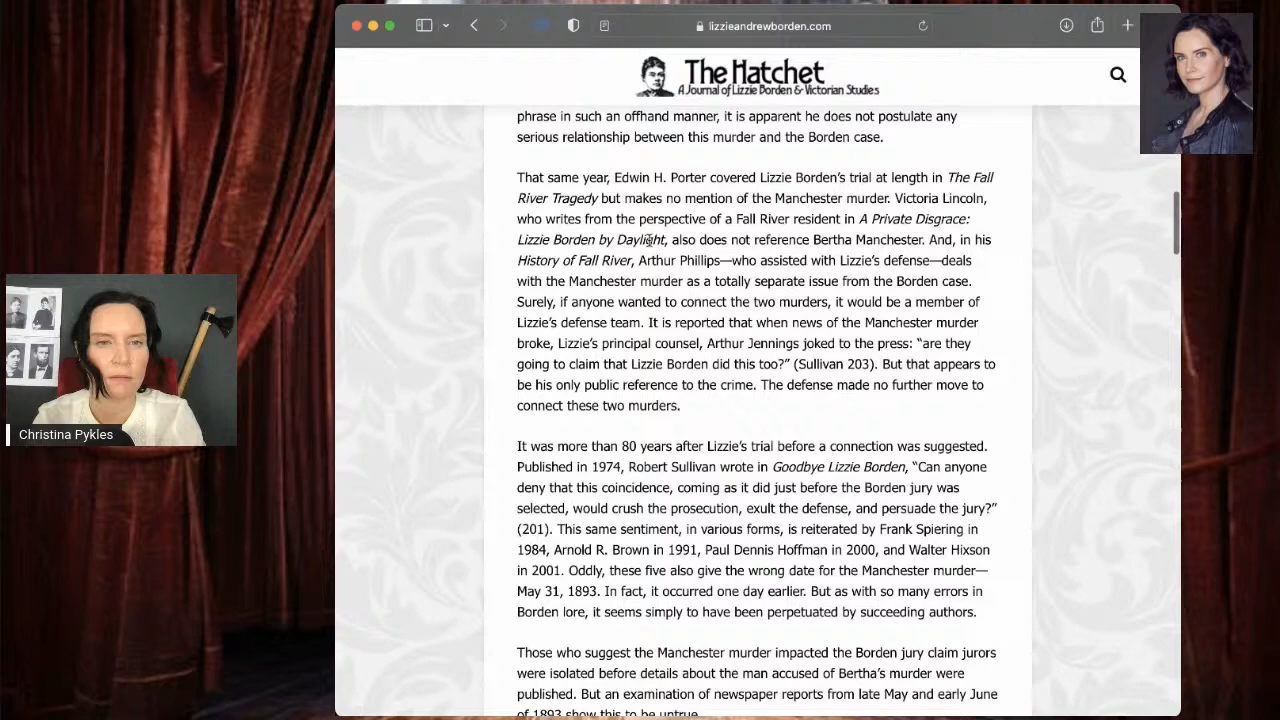 lizzieandrewborden.com
The Hatchet
A Journal of Lizzie Borden & Victorian Studies
phrase in such an offhand manner, it is apparent he does not postulate any
serious relationship between this murder and the Borden case.
That same year, Edwin H. Porter covered Lizzie Borden’s trial at length in The Fall
River Tragedy but makes no mention of the Manchester murder. Victoria Lincoln,
who writes from the perspective of a Fall River resident in A Private Disgrace:
Lizzie Borden by Daylight, also does not reference Bertha Manchester. And, in his
History of Fall River, Arthur Phillips—who assisted with Lizzie’s defense—deals
with the Manchester murder as a totally separate issue from the Borden case.
Surely, if anyone wanted to connect the two murders, it would be a member of
Lizzie’s defense team. It is reported that when news of the Manchester murder
broke, Lizzie’s principal counsel, Arthur Jennings joked to the press: “are they
going to claim that Lizzie Borden did this too?” (Sullivan 203). But that appears to
be his only public reference to the crime. The defense made no further move to
connect these two murders.
It was more than 80 years after Lizzie’s trial before a connection was suggested.
Published in 1974, Robert Sullivan wrote in Goodbye Lizzie Borden, “Can anyone
deny that this coincidence, coming as it did just before the Borden jury was
selected, would crush the prosecution, exult the defense, and persuade the jury?”
(201). This same sentiment, in various forms, is reiterated by Frank Spiering in
1984, Arnold R. Brown in 1991, Paul Dennis Hoffman in 2000, and Walter Hixson
in 2001. Oddly, these five also give the wrong date for the Manchester murder—
May 31, 1893. In fact, it occurred one day earlier. But as with so many errors in
Borden lore, it seems simply to have been perpetuated by succeeding authors.
Those who suggest the Manchester murder impacted the Borden jury claim jurors
were isolated before details about the man accused of Bertha’s murder were
published. But an examination of newspaper reports from late May and early June
of 1893 show this to be untrue.
Christina Pykles